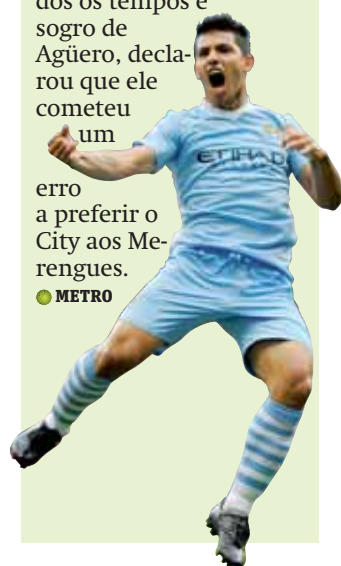 dos os tempos e
sogro de
Agüero, decla-
rou que ele
cometeu
um
erro
a preferir o
City aos Me-
rengues.
METRO
ETIHAD